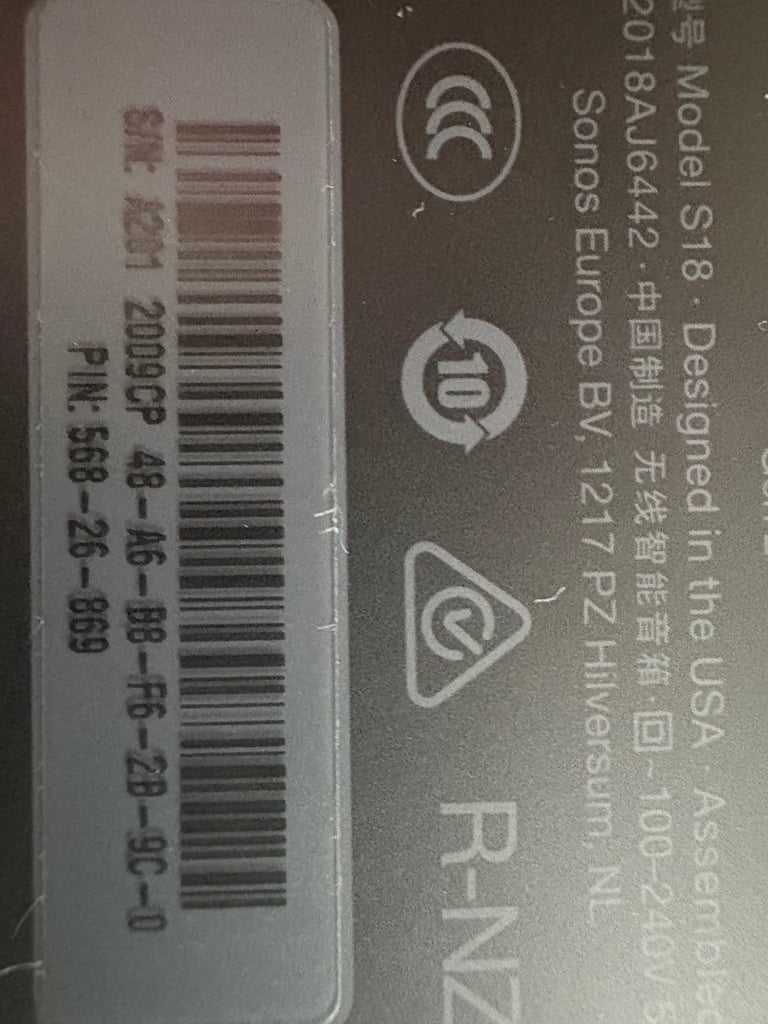 S/N: A201 2009CP 48-A6-B8-F6-2B-9C-0
PIN: 568-26-869
10
R-NZ
号 Model S18 · Designed in the USA Assembled
2018AJ6442 · 中国制造 无线智能音箱 · 回 ~ 100-240V
Sonos Europe BV, 1217 PZ Hilversum, NL